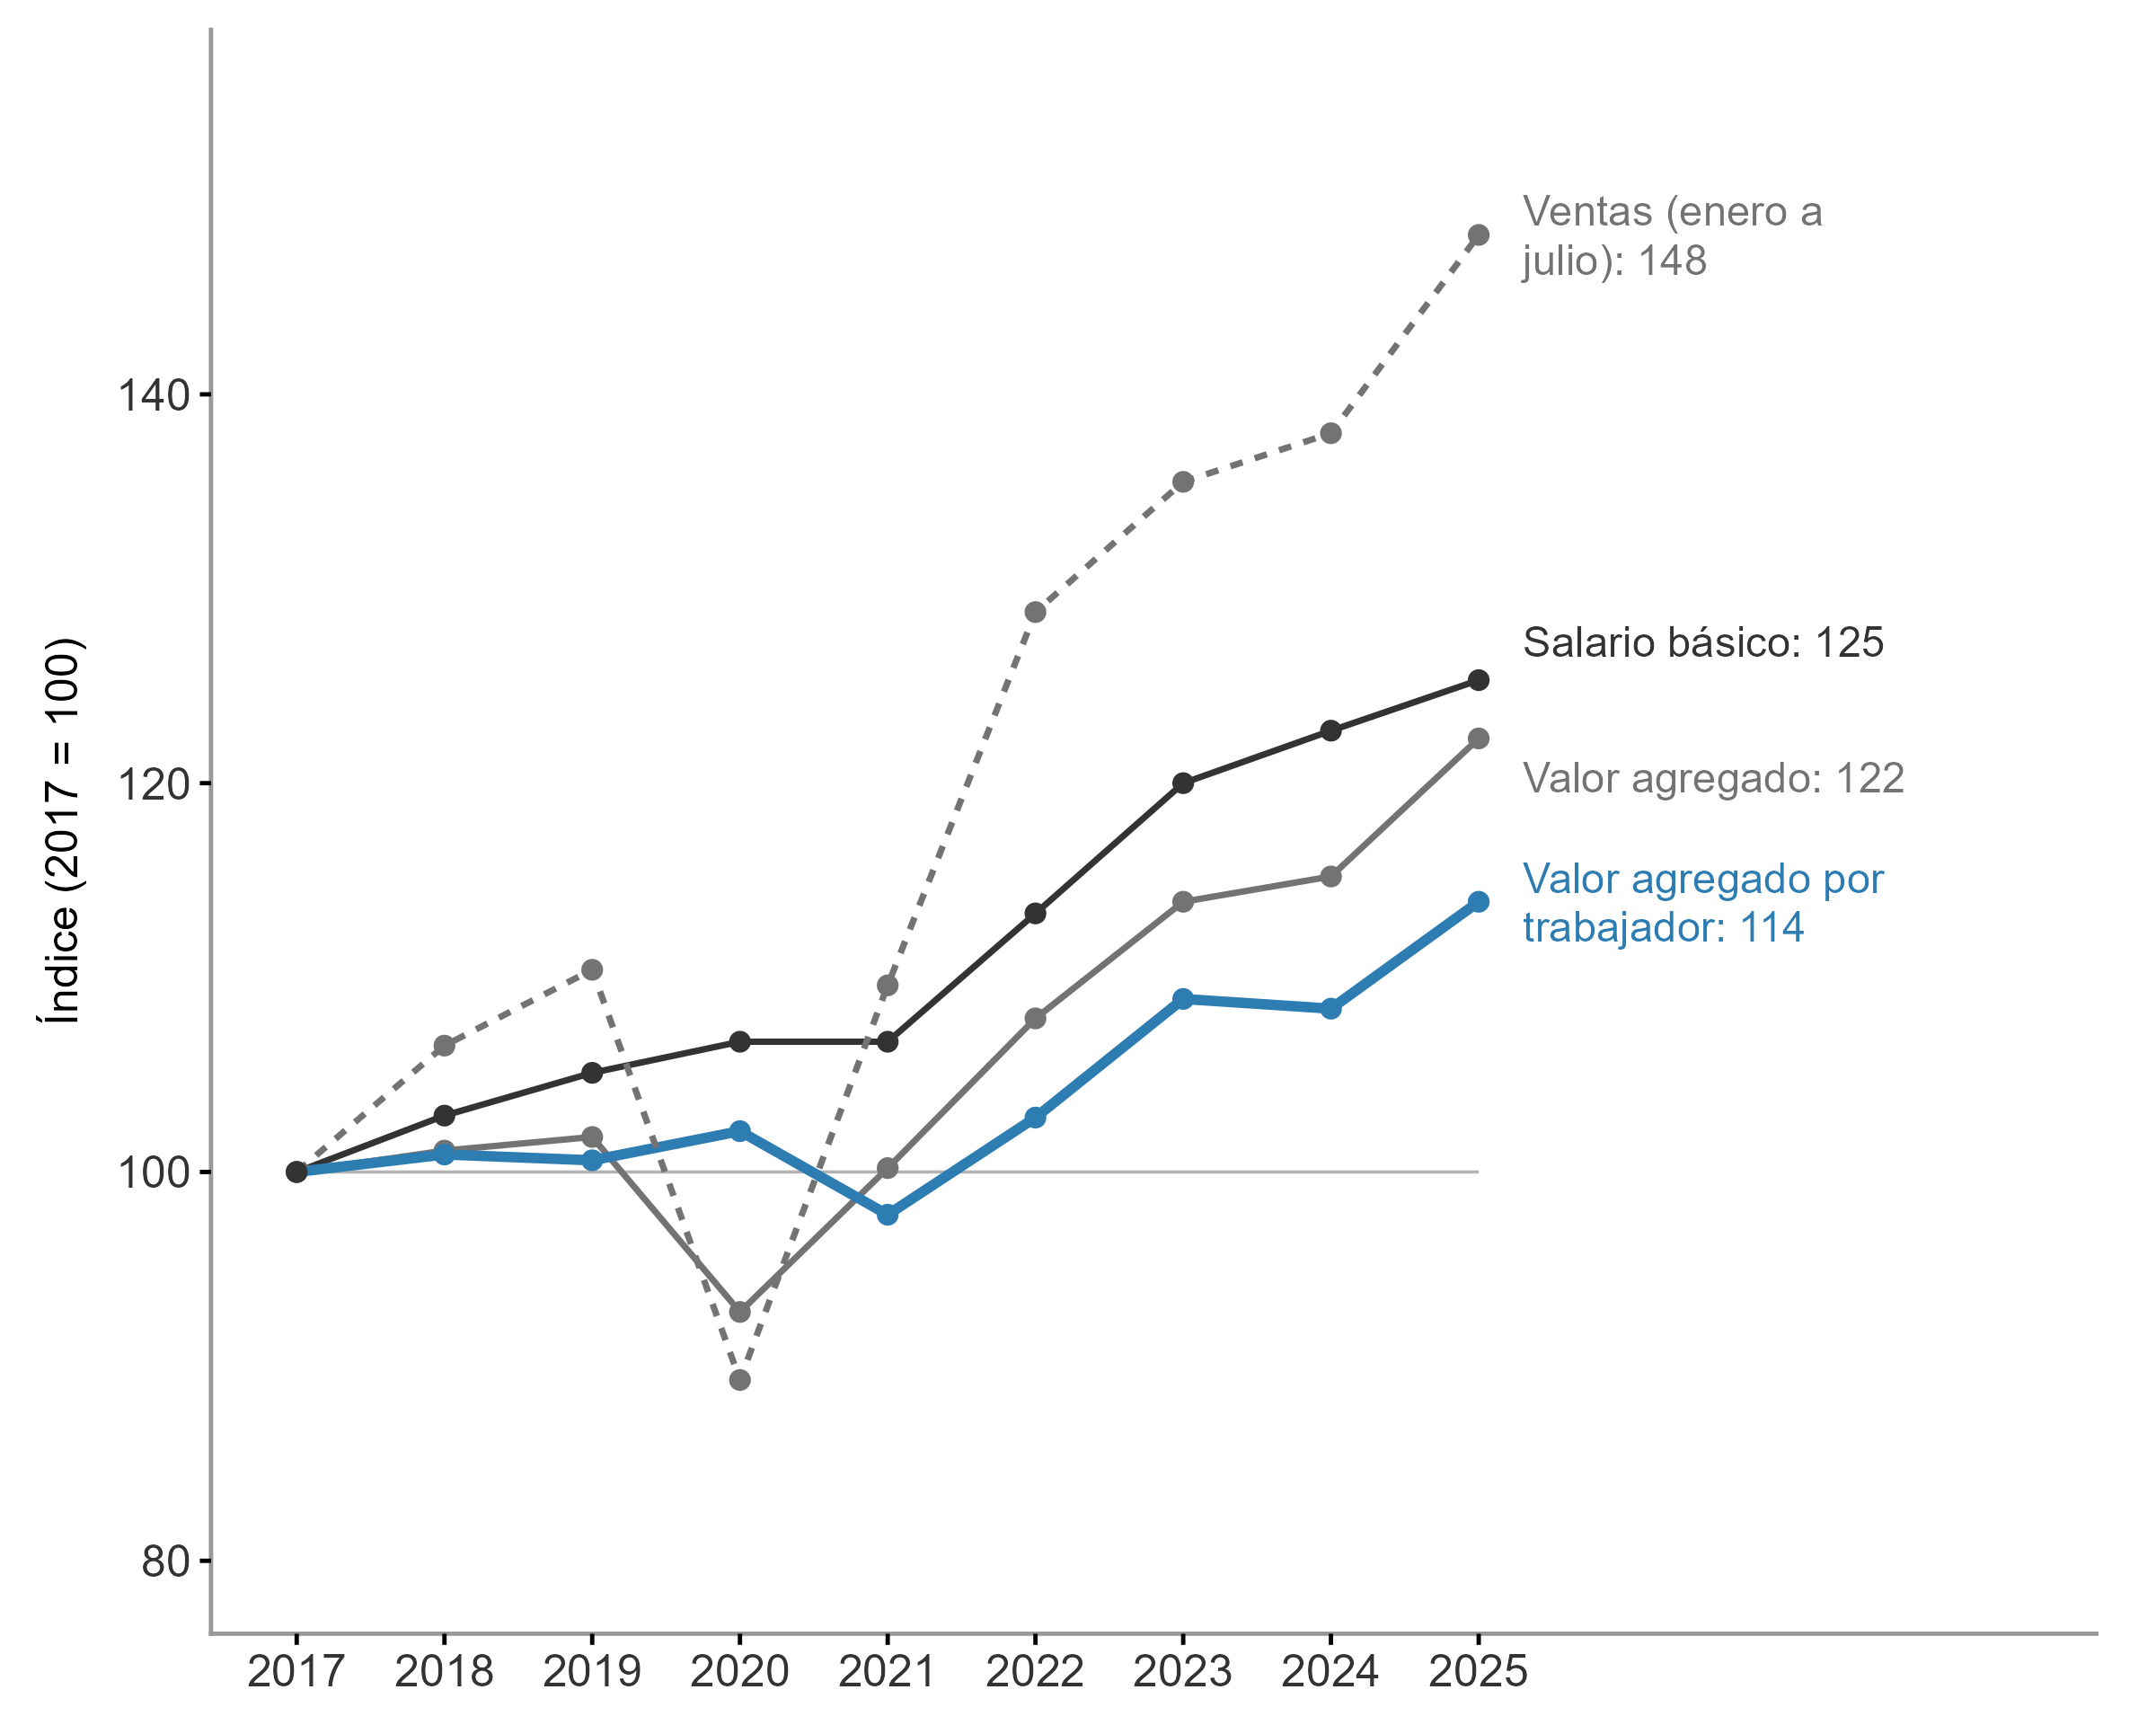 Índice (2017 = 100)
140
120
100
80
Ventas (enero a
julio): 148
Salario básico: 125
Valor agregado: 122
Valor agregado por
trabajador: 114
2017 2018 2019 2020 2021 2022 2023 2024 2025